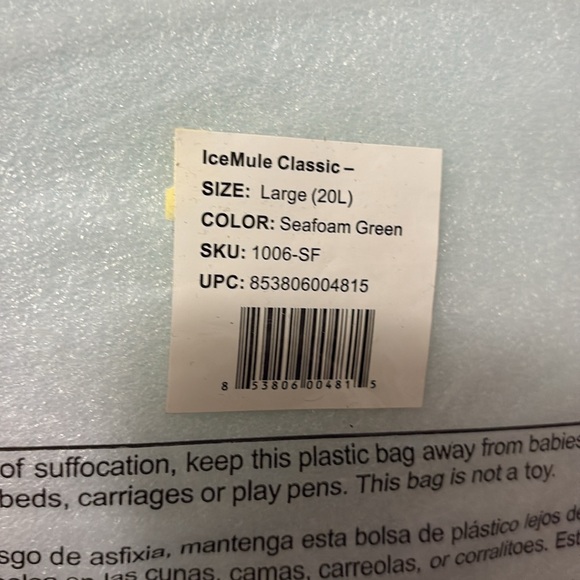 IceMule Classic –
SIZE: Large (20L)
COLOR: Seafoam Green
SKU: 1006-SF
UPC: 853806004815
8 53806 00481 5
of suffocation, keep this plastic bag away from babies
beds, carriages or play pens. This bag is not a toy.
sgo de asfixia, mantenga esta bolsa de plástico lejos de
en las cunas, camas, carreolas, or corralitoes. Est